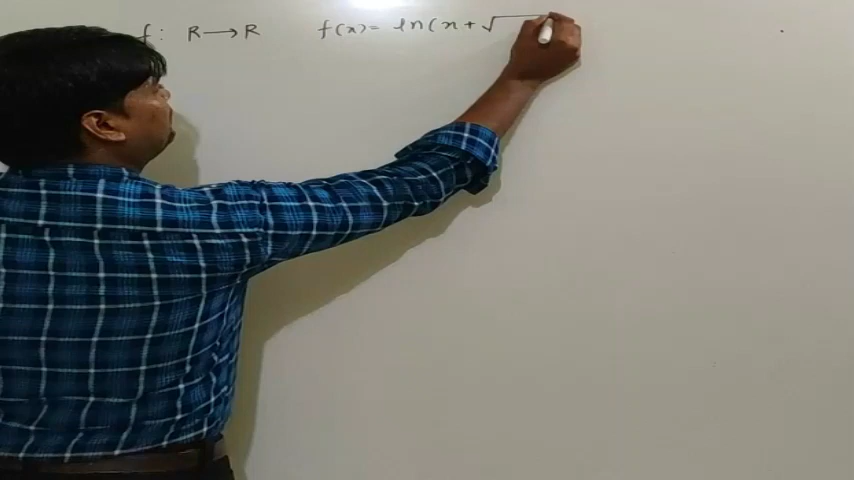 f : R → R f(x) = ln(x + √